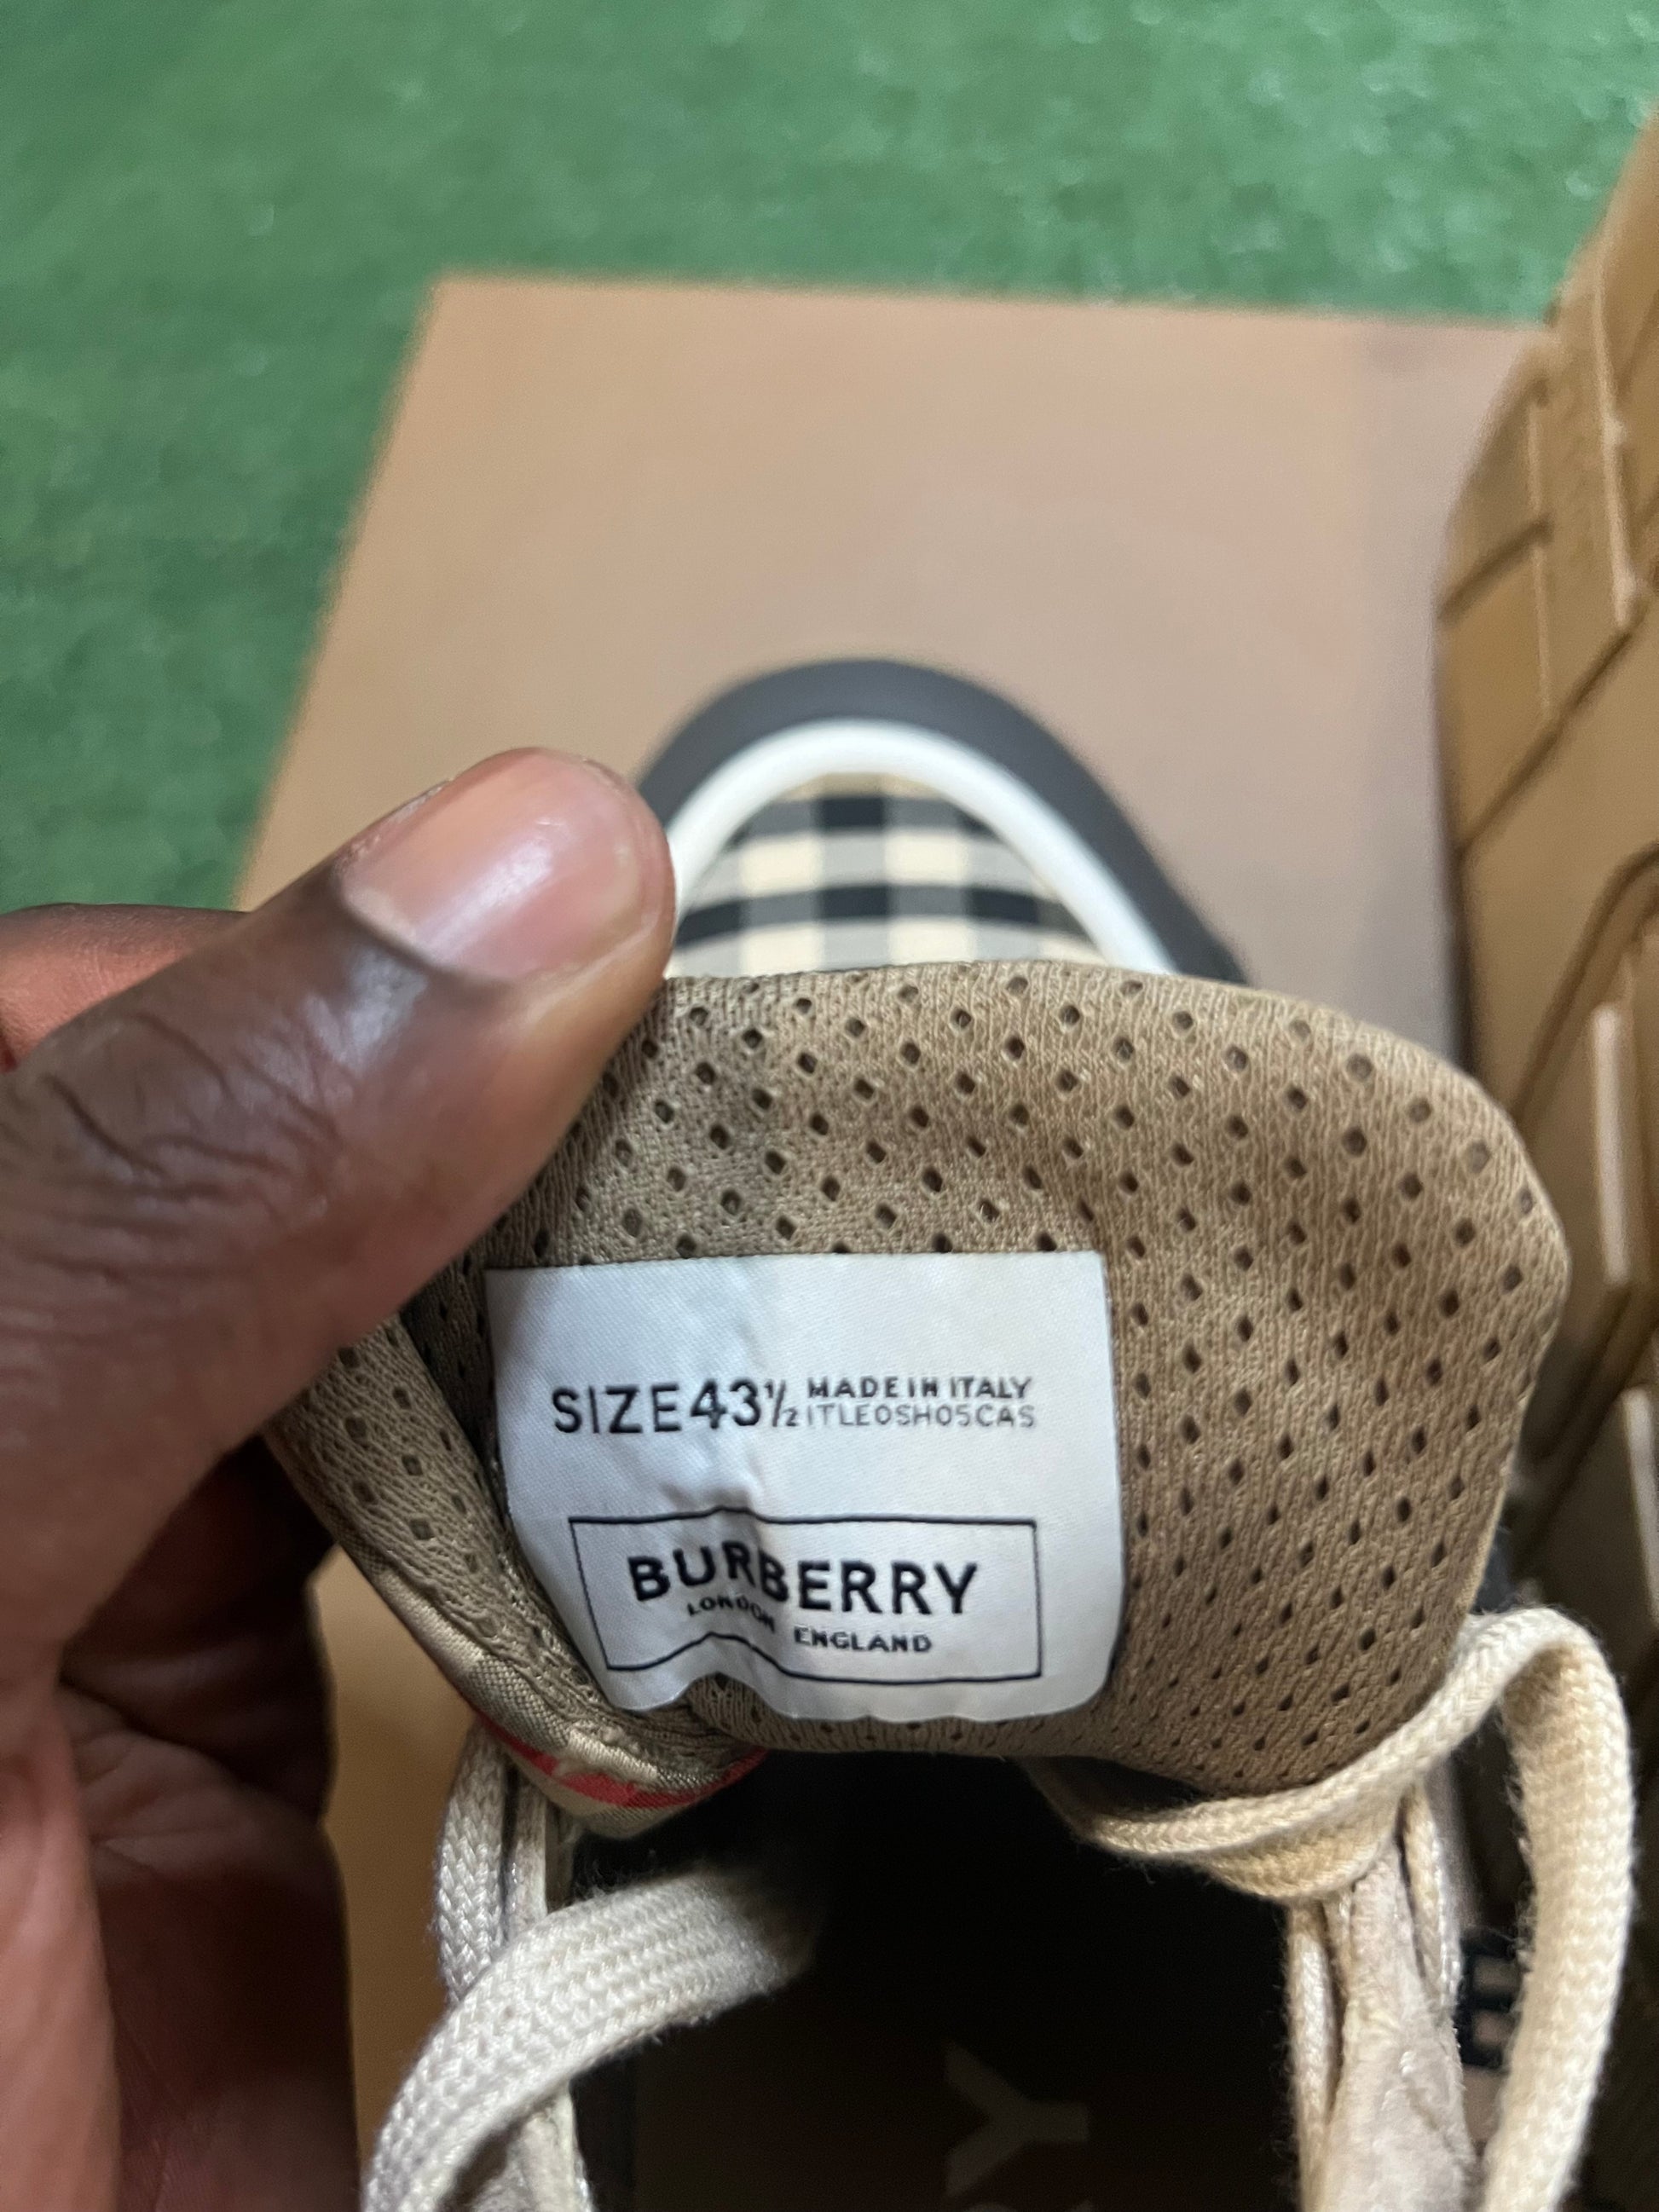 SIZE 43½ MADE IN ITALY
ITLEOSHO5CAS
BURBERRY
LONDON ENGLAND
Y